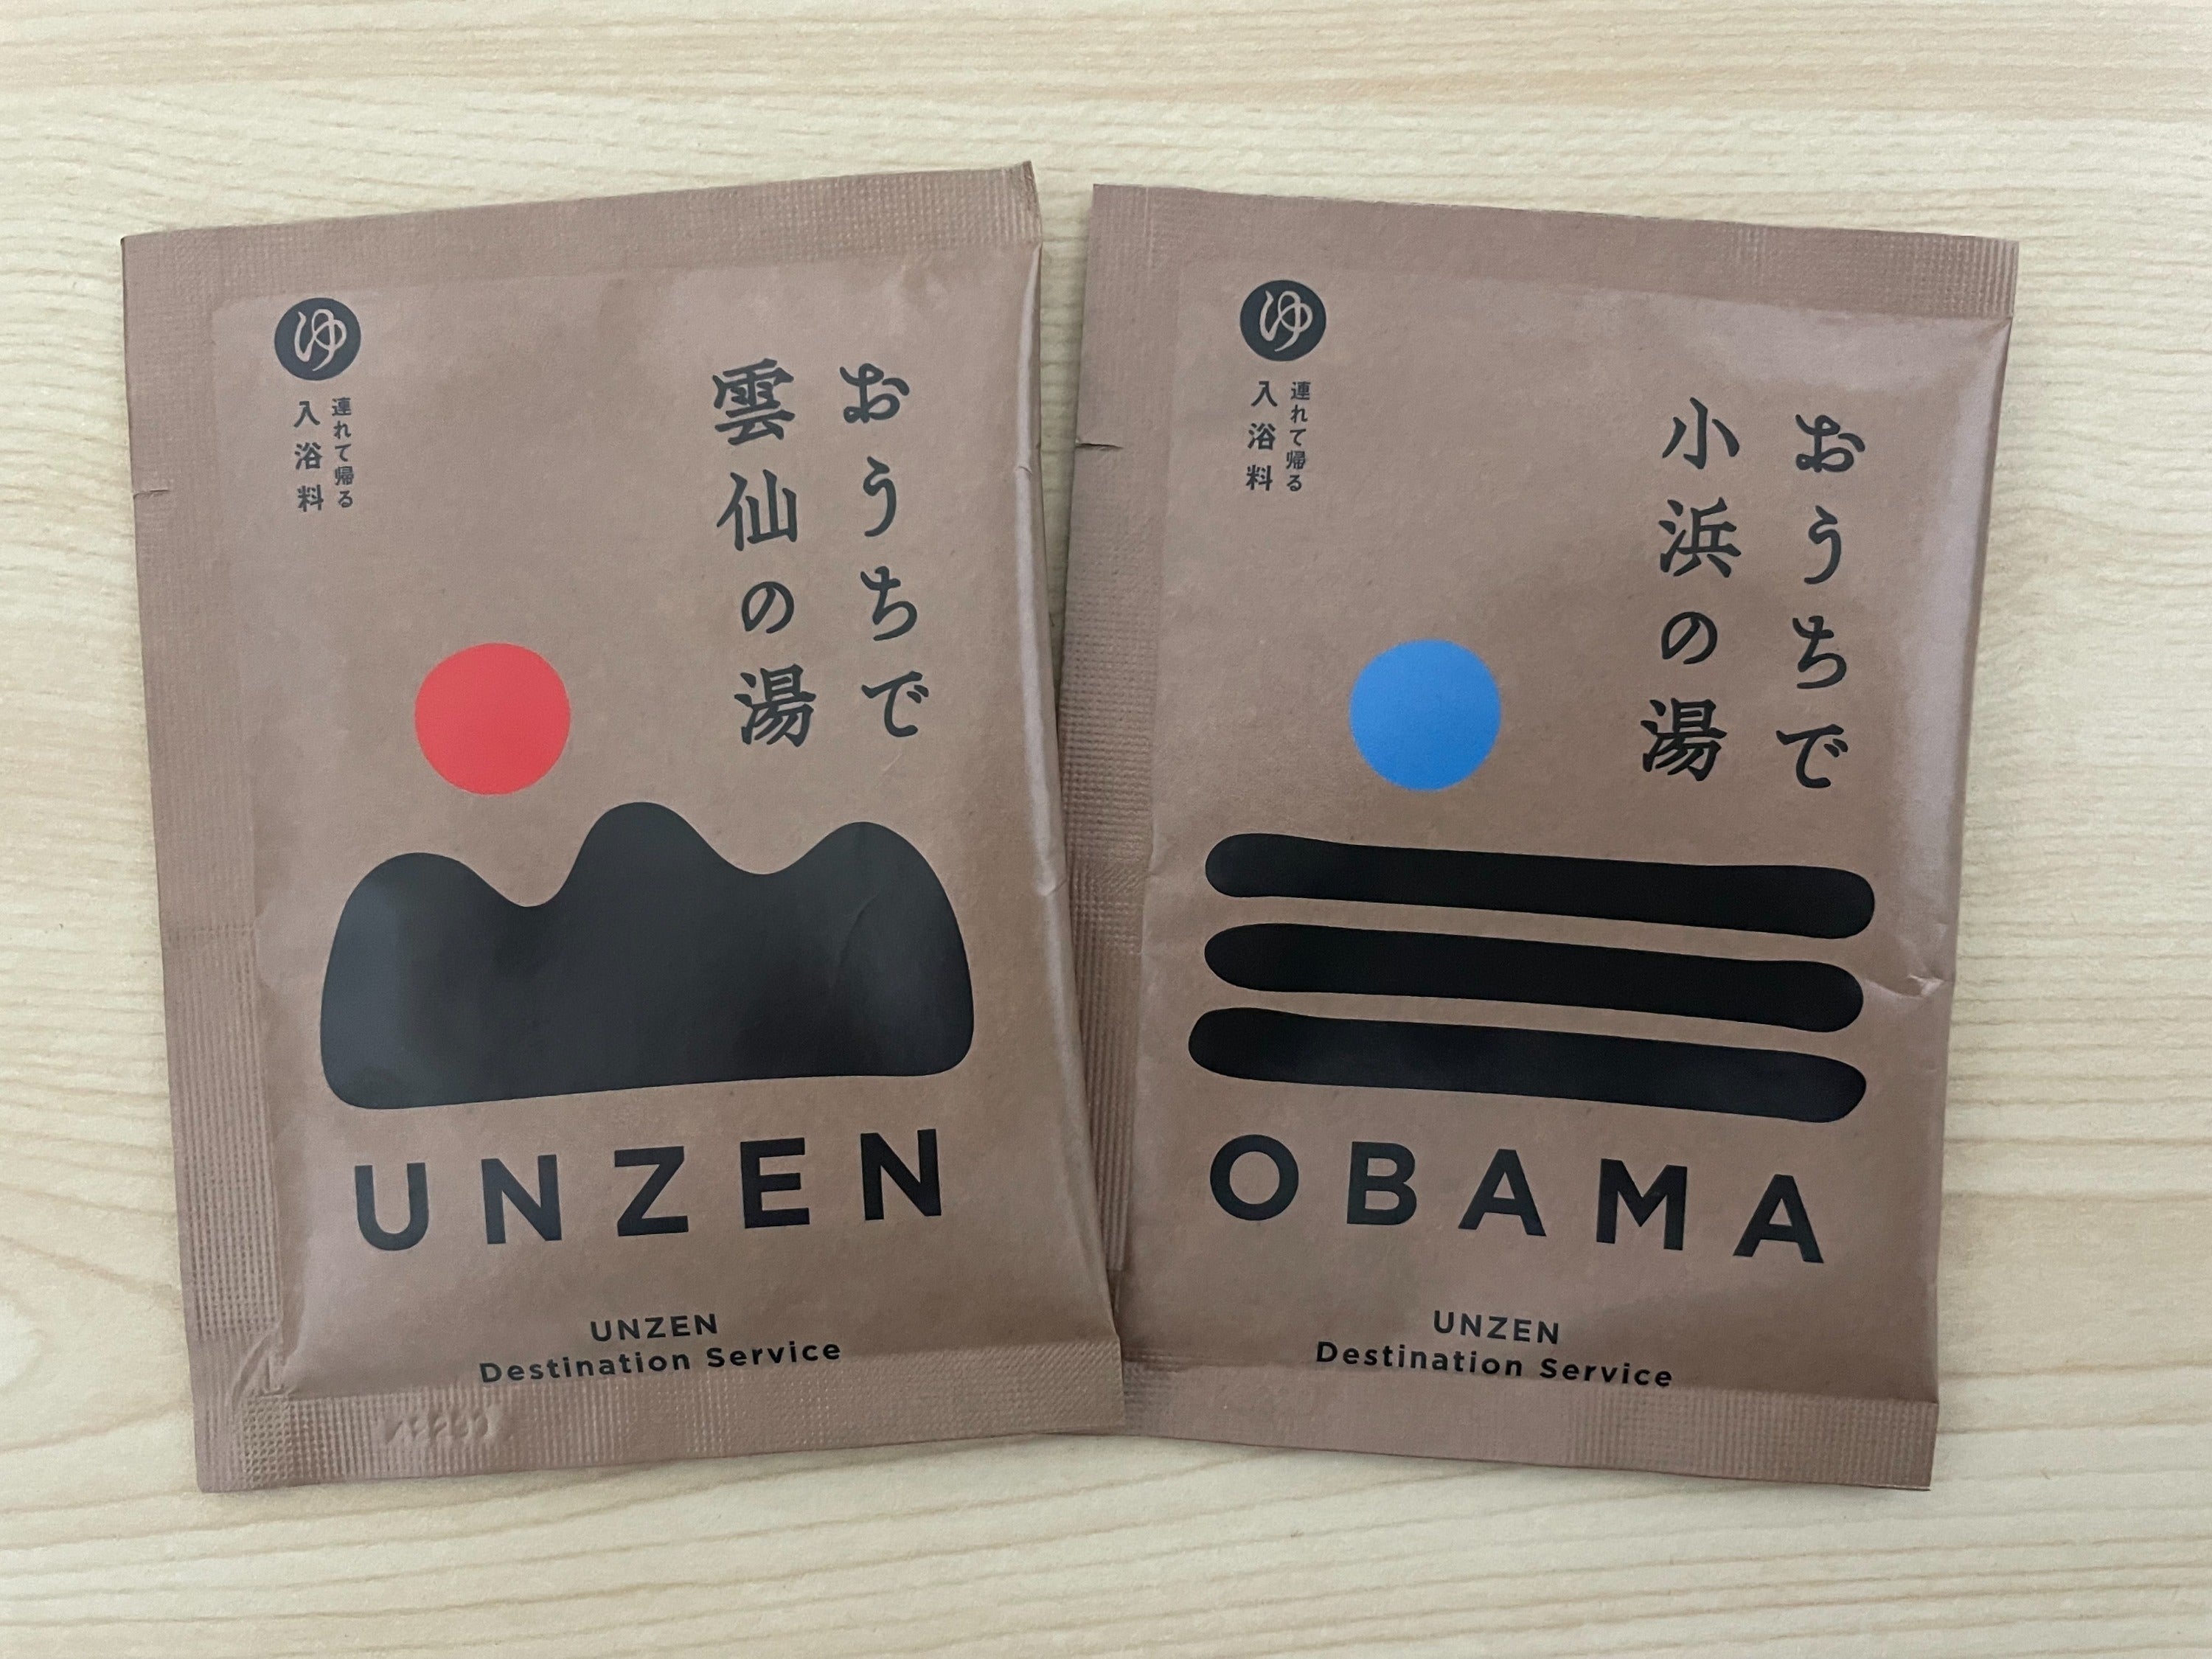 ゆ
連れて帰る
入浴料
おうちで
雲仙の湯
UNZEN
UNZEN
Destination Service
ゆ
連れて帰る
入浴料
おうちで
小浜の湯
OBAMA
UNZEN
Destination Service